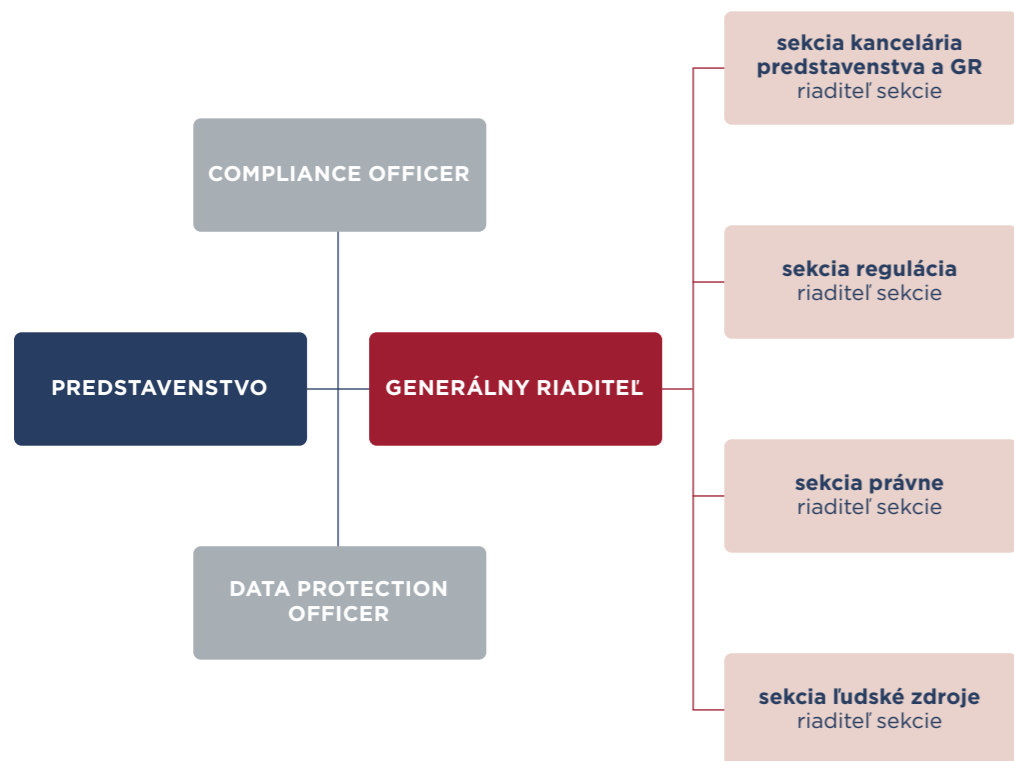 sekcia kancelária
predstavenstva a GR
riaditeľ sekcie
COMPLIANCE OFFICER
sekcia regulácia
riaditeľ sekcie
PREDSTAVENSTVO
GENERÁLNY RIADITEĽ
sekcia právne
riaditeľ sekcie
DATA PROTECTION
OFFICER
sekcia ľudské zdroje
riaditeľ sekcie